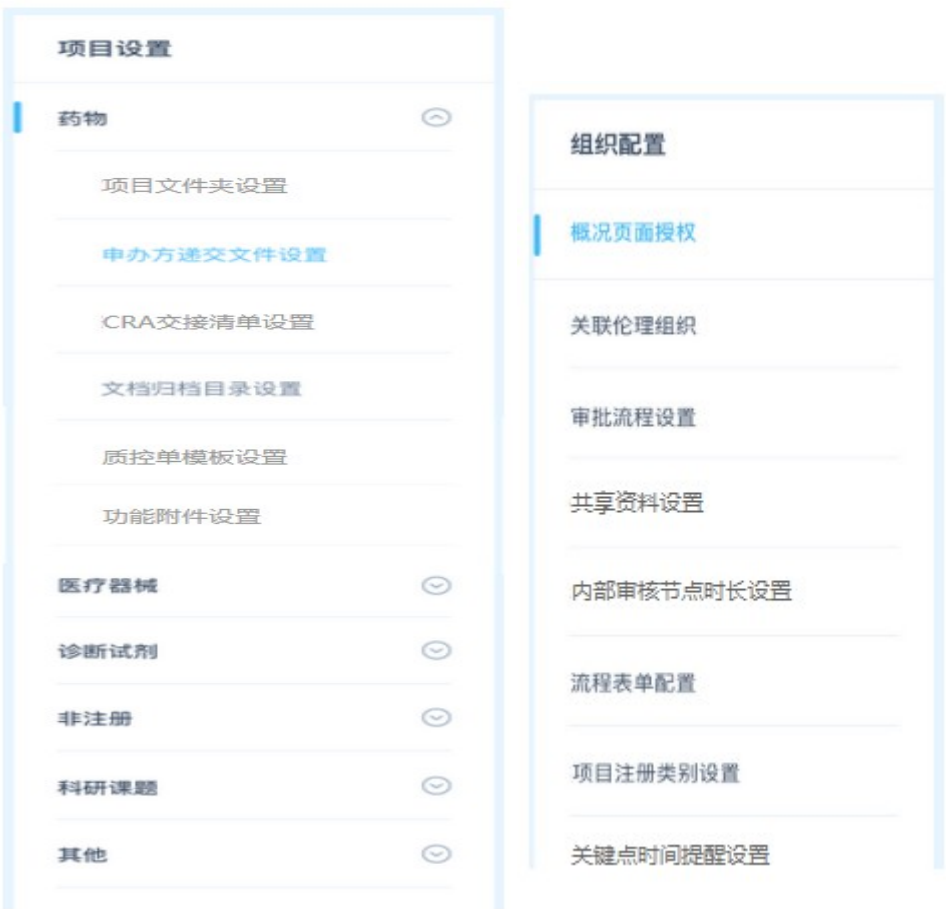 项目设置
药物
项目文件夹设置
申办方递交文件设置
CRA交接清单设置
文档归档目录设置
质控单模板设置
功能附件设置
医疗器械
诊断试剂
非注册
科研课题
其他
组织配置
概况页面授权
关联伦理组织
审批流程设置
共享资料设置
内部审核节点时长设置
流程表单配置
项目注册类别设置
关键点时间提醒设置